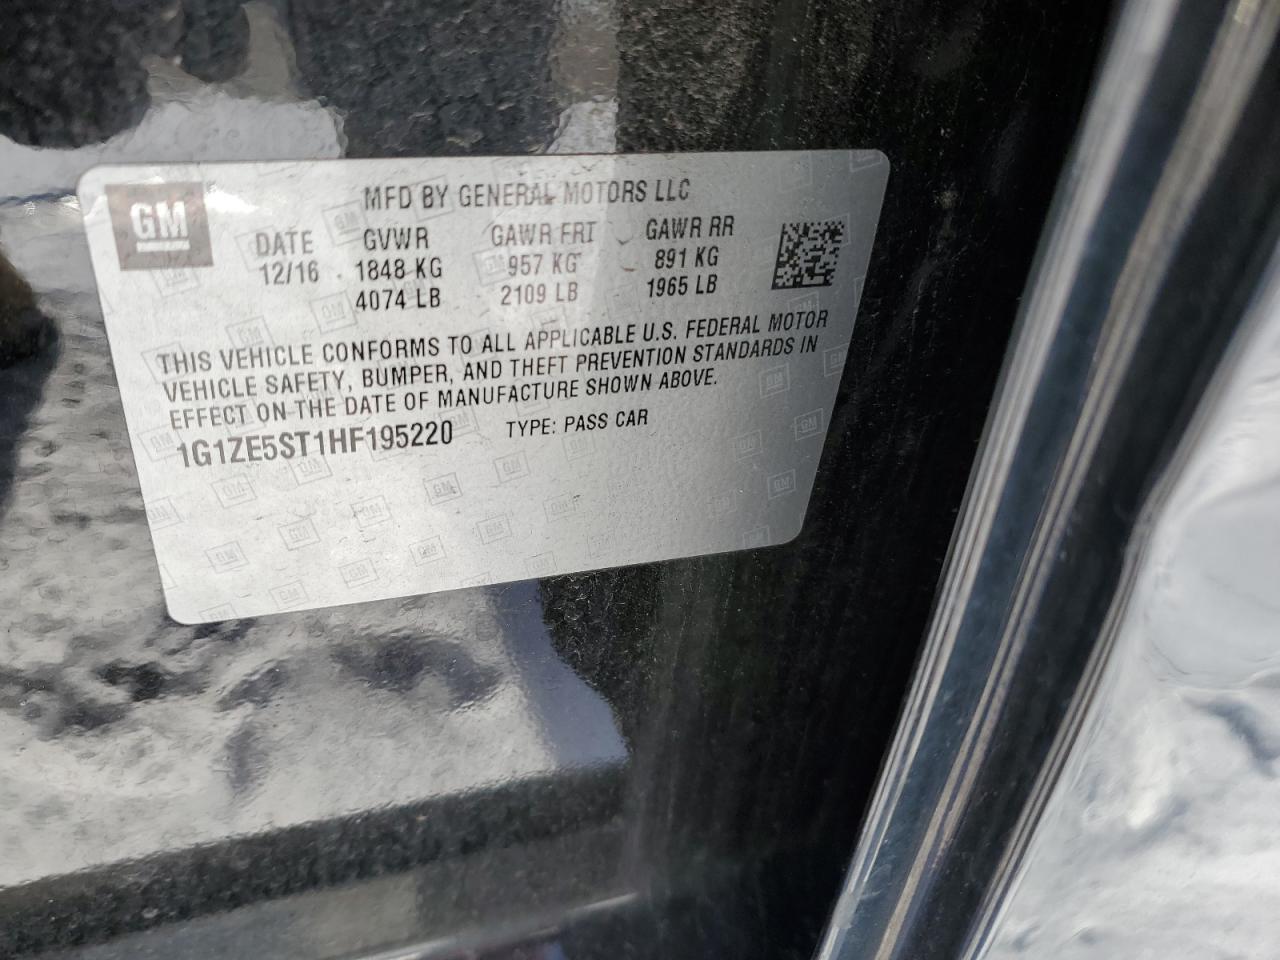 GM
MFD BY GENERAL MOTORS LLC
DATE GVWR GAWR FRT GAWR RR
12/16 1848 KG 957 KG 891 KG
4074 LB 2109 LB 1965 LB
THIS VEHICLE CONFORMS TO ALL APPLICABLE U.S. FEDERAL MOTOR
VEHICLE SAFETY, BUMPER, AND THEFT PREVENTION STANDARDS IN
EFFECT ON THE DATE OF MANUFACTURE SHOWN ABOVE.
1G1ZE5ST1HF195220 TYPE: PASS CAR